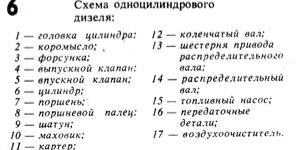 6
Схема одноцилиндрового
дизеля:
1 — головка цилиндра;
2 — коромысло;
3 — форсунка;
4 — выпускной клапан;
5 — впускной клапан;
6 — цилиндр;
7 — поршень;
8 — поршневой палец;
9 — шатун;
10 — маховик;
11 — картер;
12 — коленчатый вал;
13 — шестерня привода
распределительного
вала;
14 — распределительный
вал;
15 — топливный насос;
16 — передаточные
детали;
17 — воздухоочиститель.